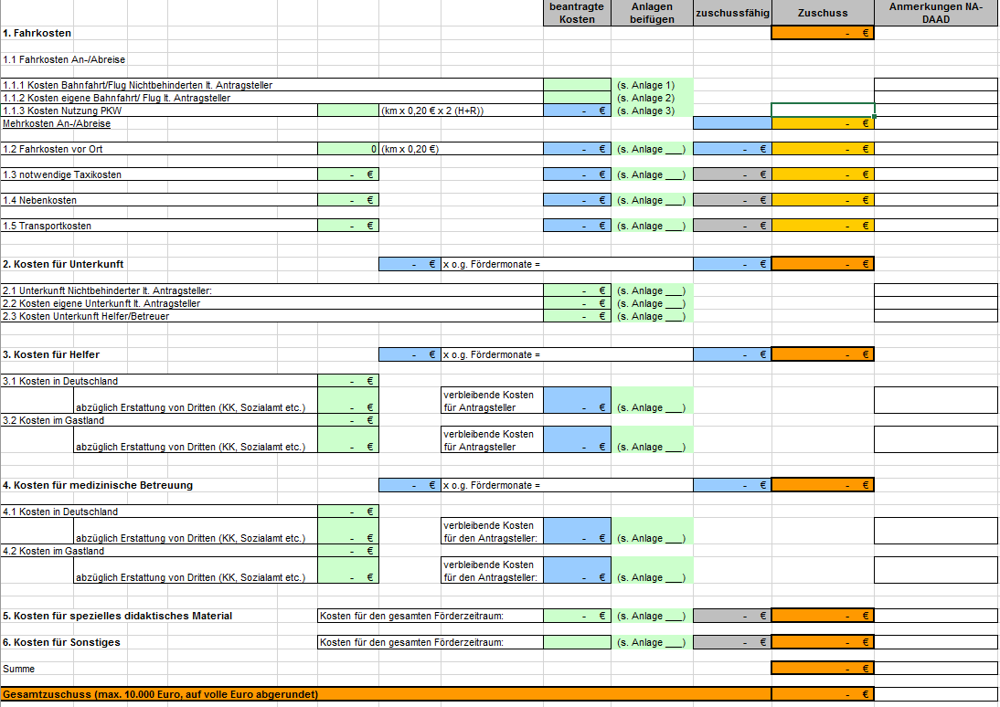 beantragte Kosten Anlagen beifügen zuschussfähig Zuschuss Anmerkungen NA-DAAD
1. Fahrkosten - €
1.1 Fahrkosten An-/Abreise
1.1.1 Kosten Bahnfahrt/Flug Nichtbehinderten lt. Antragsteller (s. Anlage 1)
1.1.2 Kosten eigene Bahnfahrt/ Flug lt. Antragsteller (s. Anlage 2)
1.1.3 Kosten Nutzung PKW (km x 0,20 € x 2 (H+R)) - € (s. Anlage 3)
Mehrkosten An-/Abreise - €
1.2 Fahrkosten vor Ort 0 (km x 0,20 €) - € (s. Anlage ___) - € - €
1.3 notwendige Taxikosten - € - € (s. Anlage ___) - € - €
1.4 Nebenkosten - € - € (s. Anlage ___) - € - €
1.5 Transportkosten - € - € (s. Anlage ___) - € - €
2. Kosten für Unterkunft - € x o.g. Fördermonate = - € - €
2.1 Unterkunft Nichtbehinderter lt. Antragsteller: - € (s. Anlage ___)
2.2 Kosten eigene Unterkunft lt. Antragsteller - € (s. Anlage ___)
2.3 Kosten Unterkunft Helfer/Betreuer - € (s. Anlage ___)
3. Kosten für Helfer - € x o.g. Fördermonate = - € - €
3.1 Kosten in Deutschland - €
verbleibende Kosten
abzüglich Erstattung von Dritten (KK, Sozialamt etc.) - € für Antragsteller - € (s. Anlage ___)
3.2 Kosten im Gastland - €
verbleibende Kosten
abzüglich Erstattung von Dritten (KK, Sozialamt etc.) - € für Antragsteller - € (s. Anlage ___)
4. Kosten für medizinische Betreuung - € x o.g. Fördermonate = - € - €
4.1 Kosten in Deutschland - €
verbleibende Kosten
abzüglich Erstattung von Dritten (KK, Sozialamt etc.) - € für den Antragsteller: - € (s. Anlage ___)
4.2 Kosten im Gastland - €
verbleibende Kosten
abzüglich Erstattung von Dritten (KK, Sozialamt etc.) - € für den Antragsteller: - € (s. Anlage ___)
5. Kosten für spezielles didaktisches Material Kosten für den gesamten Förderzeitraum: - € (s. Anlage ___) - € - €
6. Kosten für Sonstiges Kosten für den gesamten Förderzeitraum: (s. Anlage ___) - € - €
Summe - €
Gesamtzuschuss (max. 10.000 Euro, auf volle Euro abgerundet) - €